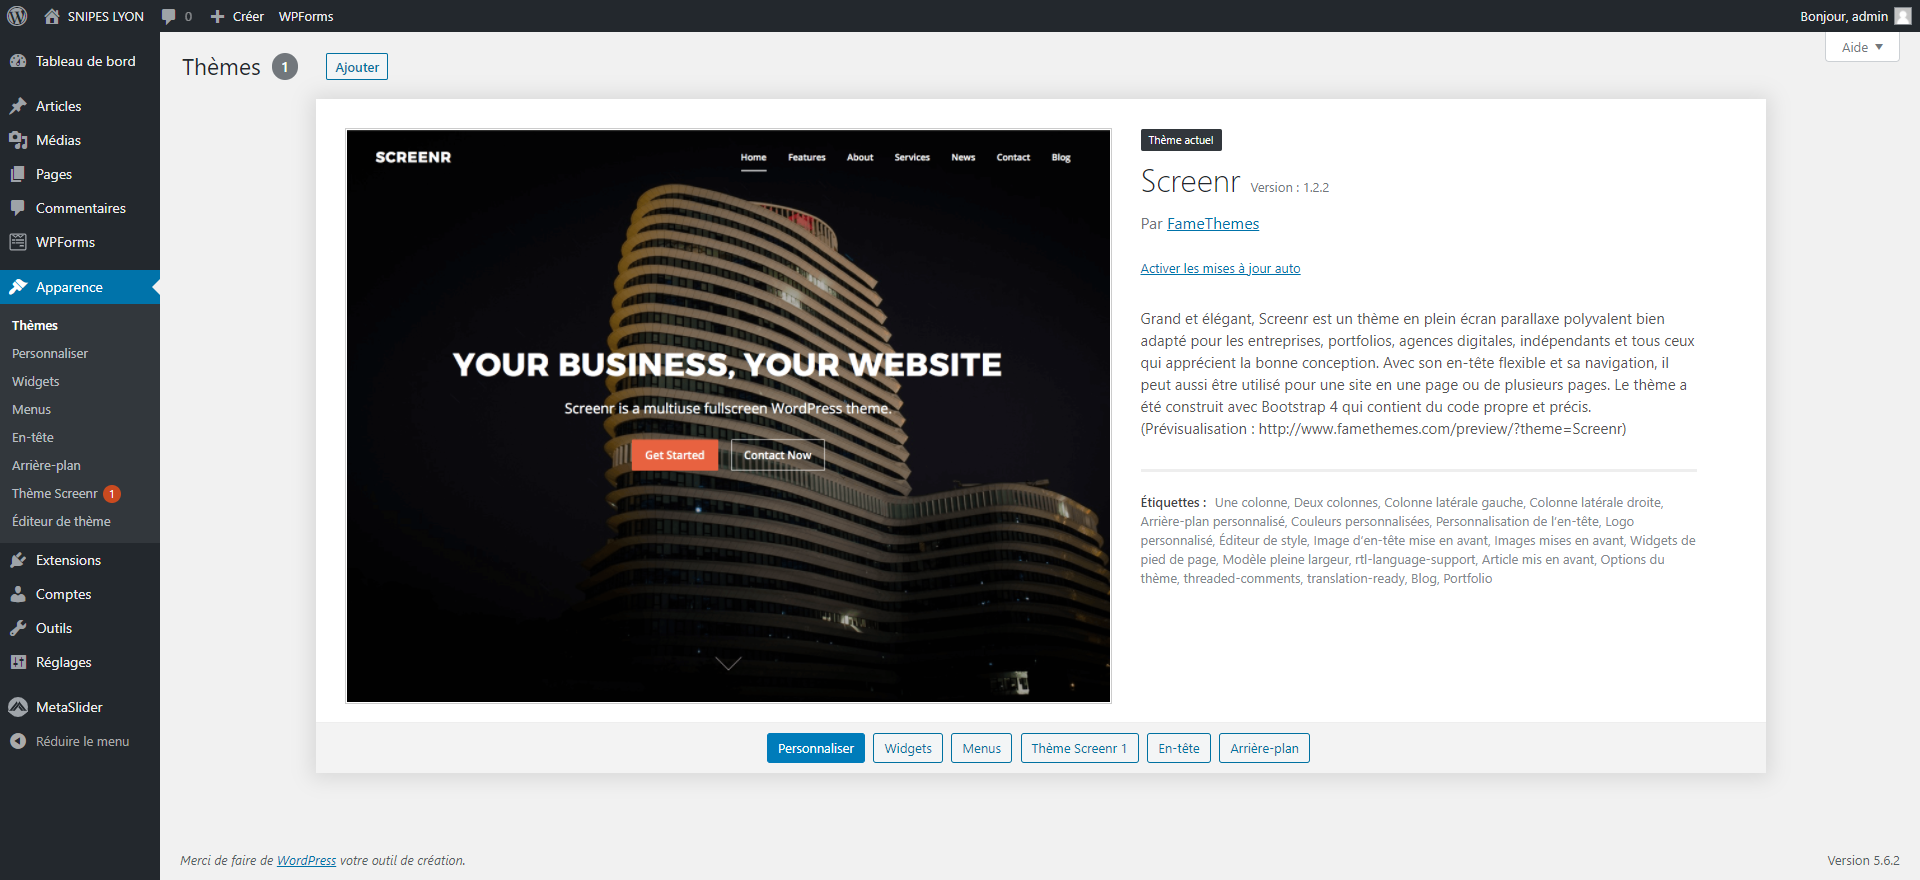 SNIPES LYON 0 Créer WPForms Bonjour, admin
Aide
Tableau de bord
Articles
Médias
Pages
Commentaires
WPForms
Apparence
Thèmes
Personnaliser
Widgets
Menus
En-tête
Arrière-plan
Thème Screenr 1
Éditeur de thème
Extensions
Comptes
Outils
Réglages
MetaSlider
Réduire le menu
Thèmes 1 Ajouter
SCREENR Home Features About Services News Contact Blog
YOUR BUSINESS, YOUR WEBSITE
Screenr is a multiuse fullscreen WordPress theme.
Get Started Contact Now
Thème actuel
Screenr Version : 1.2.2
Par FameThemes
Activer les mises à jour auto
Grand et élégant, Screenr est un thème en plein écran parallaxe polyvalent bien
adapté pour les entreprises, portfolios, agences digitales, indépendants et tous ceux
qui apprécient la bonne conception. Avec son en-tête flexible et sa navigation, il
peut aussi être utilisé pour une site en une page ou de plusieurs pages. Le thème a
été construit avec Bootstrap 4 qui contient du code propre et précis.
(Prévisualisation : http://www.famethemes.com/preview/?theme=Screenr)
Étiquettes : Une colonne, Deux colonnes, Colonne latérale gauche, Colonne latérale droite,
Arrière-plan personnalisé, Couleurs personnalisées, Personnalisation de l’en-tête, Logo
personnalisé, Éditeur de style, Image d’en-tête mise en avant, Images mises en avant, Widgets de
pied de page, Modèle pleine largeur, rtl-language-support, Article mis en avant, Options du
thème, threaded-comments, translation-ready, Blog, Portfolio
Personnaliser Widgets Menus Thème Screenr 1 En-tête Arrière-plan
Merci de faire de WordPress votre outil de création. Version 5.6.2